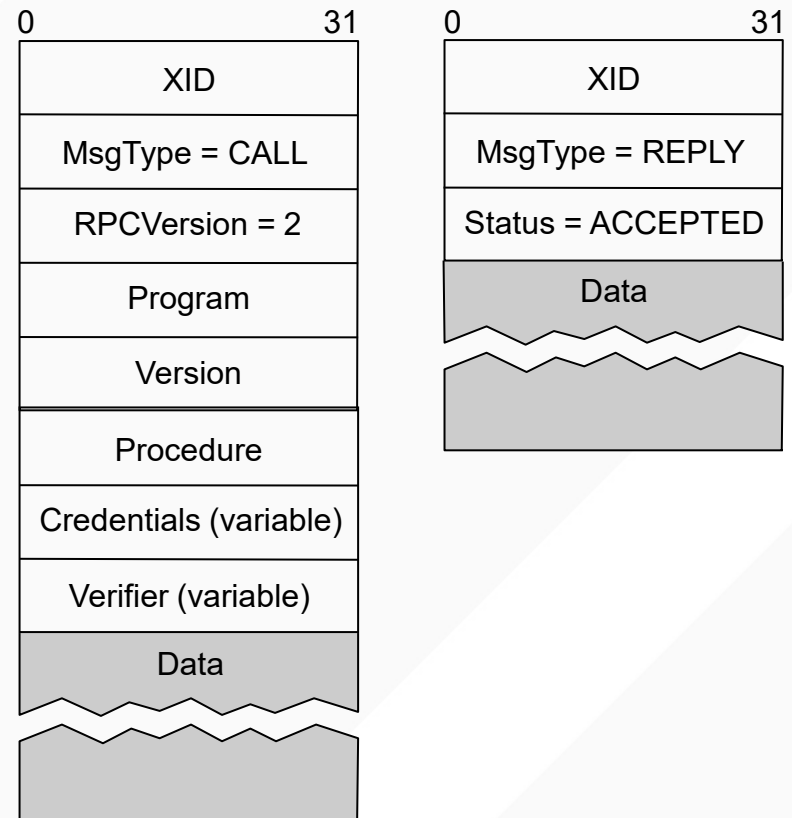 0 31
XID
MsgType = CALL
RPCVersion = 2
Program
Version
Procedure
Credentials (variable)
Verifier (variable)
Data
0 31
XID
MsgType = REPLY
Status = ACCEPTED
Data